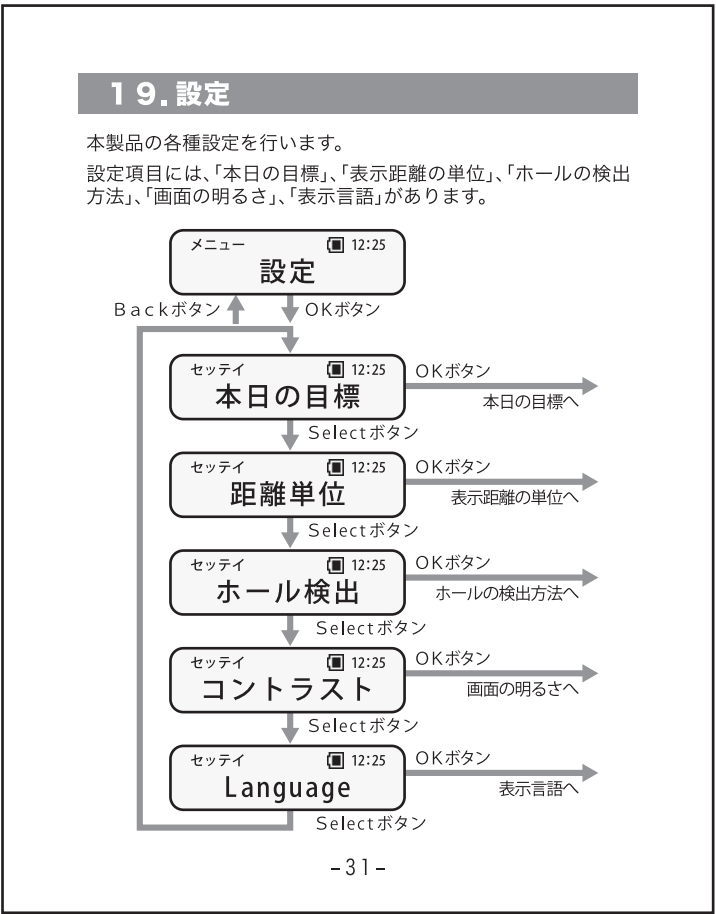 19.設定
本製品の各種設定を行います。
設定項目には、「本日の目標」、「表示距離の単位」、「ホールの検出
方法」、「画面の明るさ」、「表示言語」があります。
メニュー 12:25
設定
Backボタン OKボタン
セッテイ 12:25
本日の目標
OKボタン
本日の目標へ
Selectボタン
セッテイ 12:25
距離単位
OKボタン
表示距離の単位へ
Selectボタン
セッテイ 12:25
ホール検出
OKボタン
ホールの検出方法へ
Selectボタン
セッテイ 12:25
コントラスト
OKボタン
画面の明るさへ
Selectボタン
セッテイ 12:25
Language
OKボタン
表示言語へ
Selectボタン
-31-